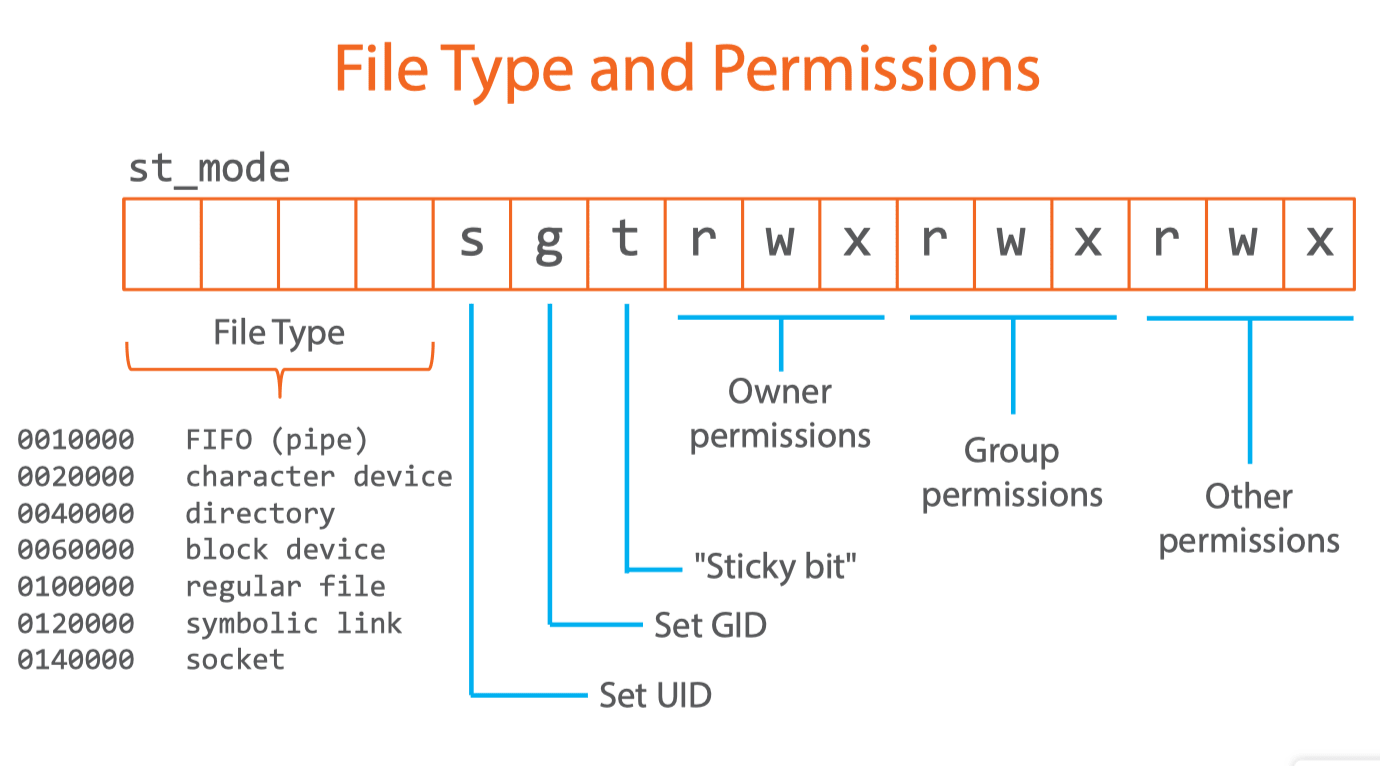 File Type and Permissions
st_mode
s g t r w x r w x r w x
File Type
0010000 FIFO (pipe)
0020000 character device
0040000 directory
0060000 block device
0100000 regular file
0120000 symbolic link
0140000 socket
Owner
permissions
Group
permissions
Other
permissions
"Sticky bit"
Set GID
Set UID